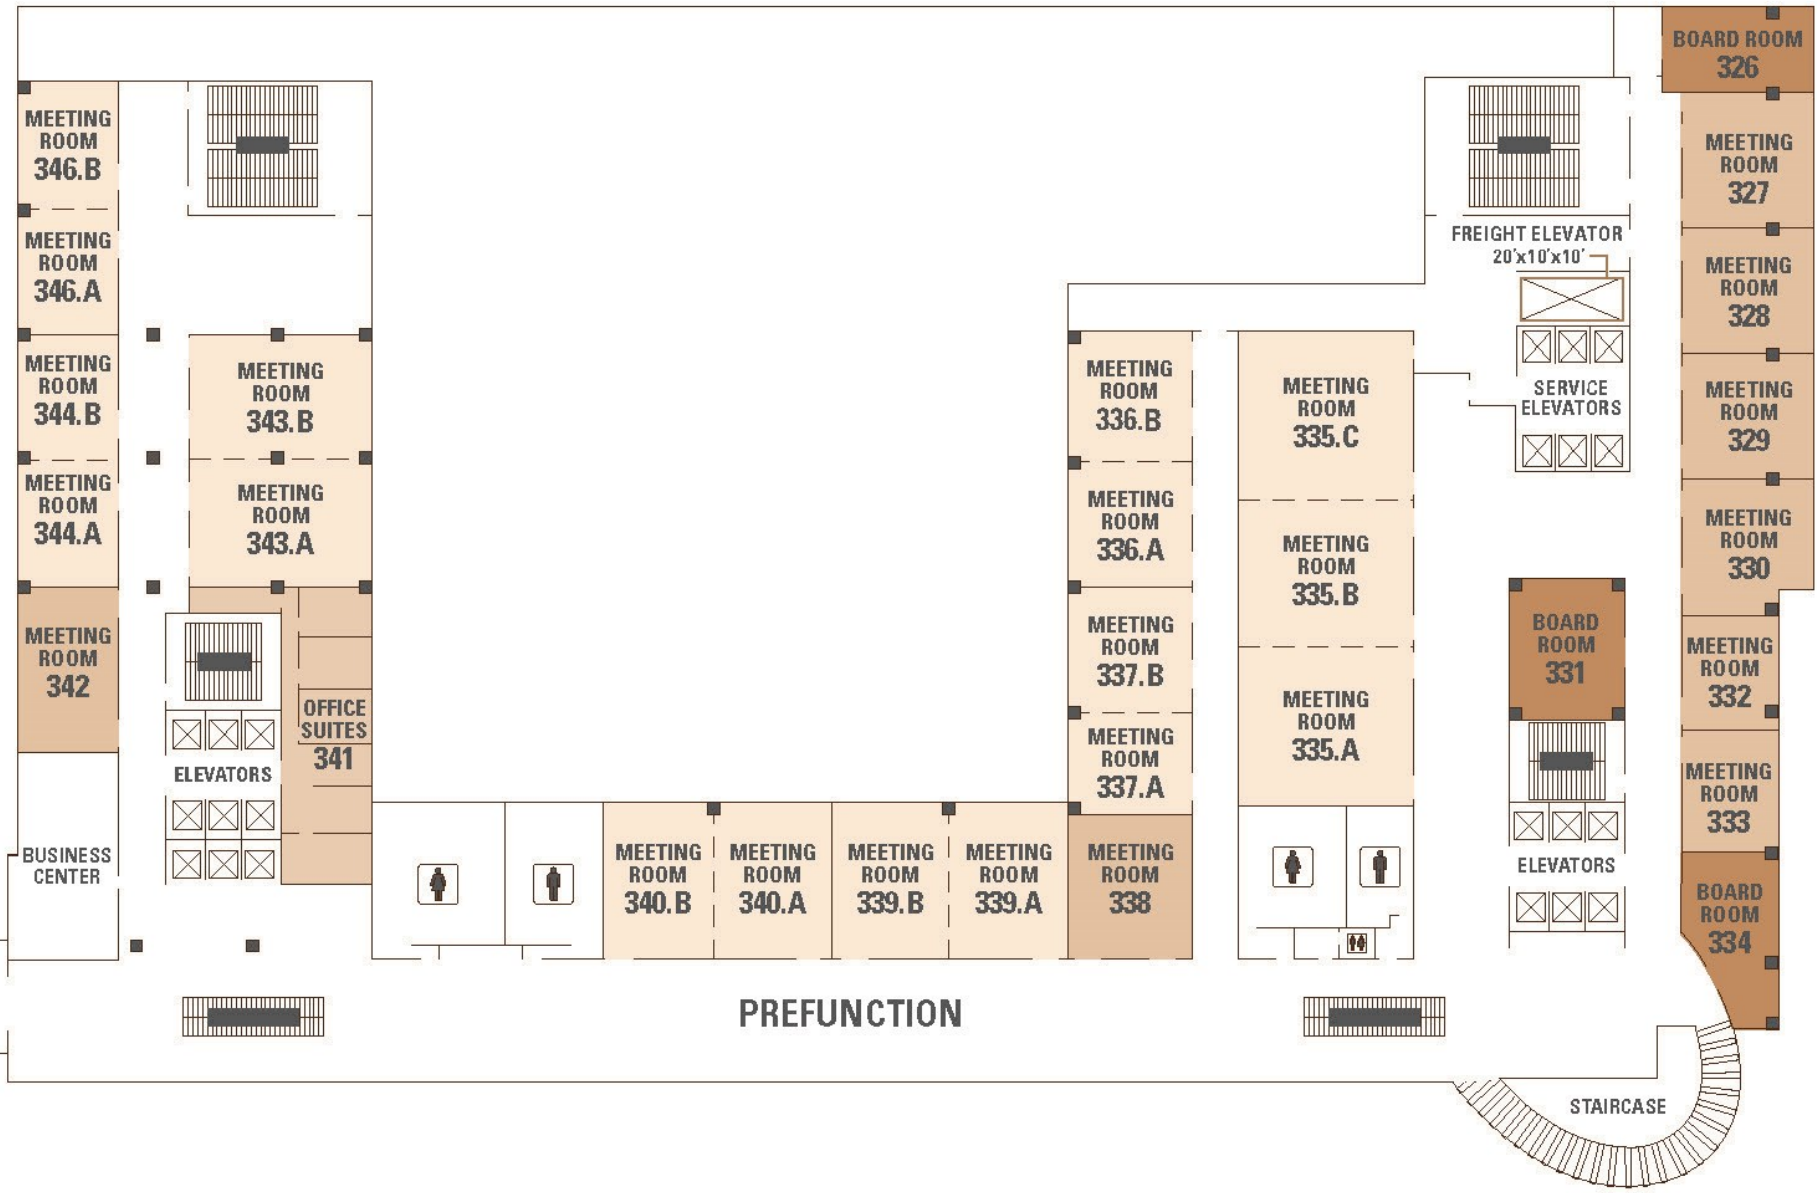 BOARD ROOM
326
MEETING
ROOM
346.B
MEETING
ROOM
327
MEETING
ROOM
346.A
FREIGHT ELEVATOR
20'x10'x10'
MEETING
ROOM
328
MEETING
ROOM
344.B
MEETING
ROOM
343.B
MEETING
ROOM
336.B
MEETING
ROOM
335.C
SERVICE
ELEVATORS
MEETING
ROOM
329
MEETING
ROOM
344.A
MEETING
ROOM
343.A
MEETING
ROOM
336.A
MEETING
ROOM
335.B
MEETING
ROOM
330
MEETING
ROOM
342
MEETING
ROOM
337.B
BOARD
ROOM
331
MEETING
ROOM
332
OFFICE
SUITES
341
MEETING
ROOM
337.A
MEETING
ROOM
335.A
ELEVATORS
MEETING
ROOM
333
BUSINESS
CENTER
MEETING
ROOM
340.B
MEETING
ROOM
340.A
MEETING
ROOM
339.B
MEETING
ROOM
339.A
MEETING
ROOM
338
ELEVATORS
BOARD
ROOM
334
PREFUNCTION
STAIRCASE